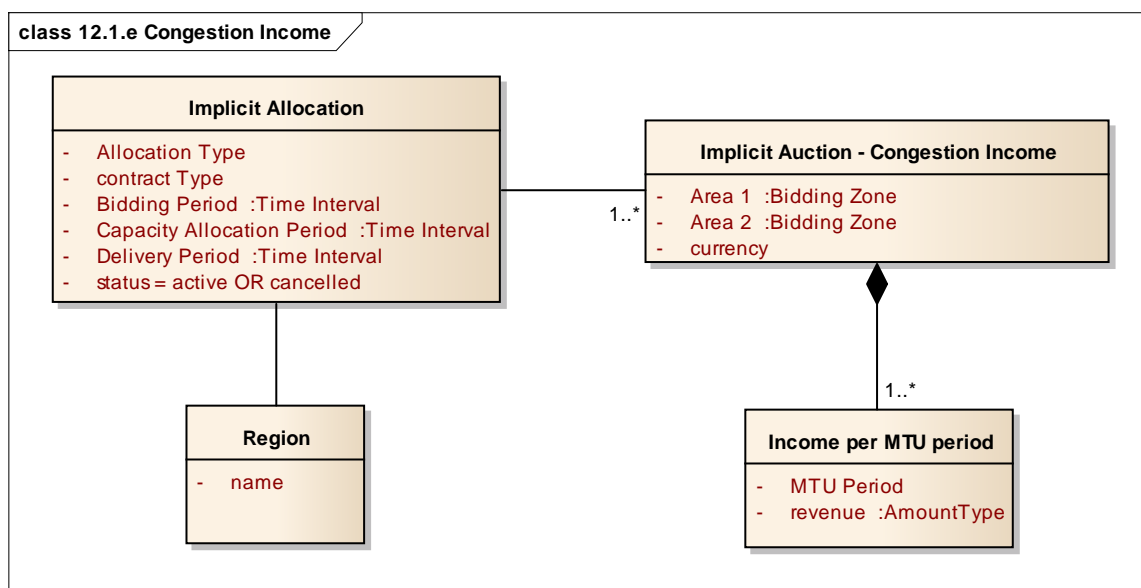 class 12.1.e Congestion Income
Implicit Allocation
- Allocation Type
- contract Type
- Bidding Period :Time Interval
- Capacity Allocation Period :Time Interval
- Delivery Period :Time Interval
- status = active OR cancelled
Implicit Auction - Congestion Income
- Area 1 :Bidding Zone
- Area 2 :Bidding Zone
- currency
1..*
1..*
Region
- name
Income per MTU period
- MTU Period
- revenue :AmountType